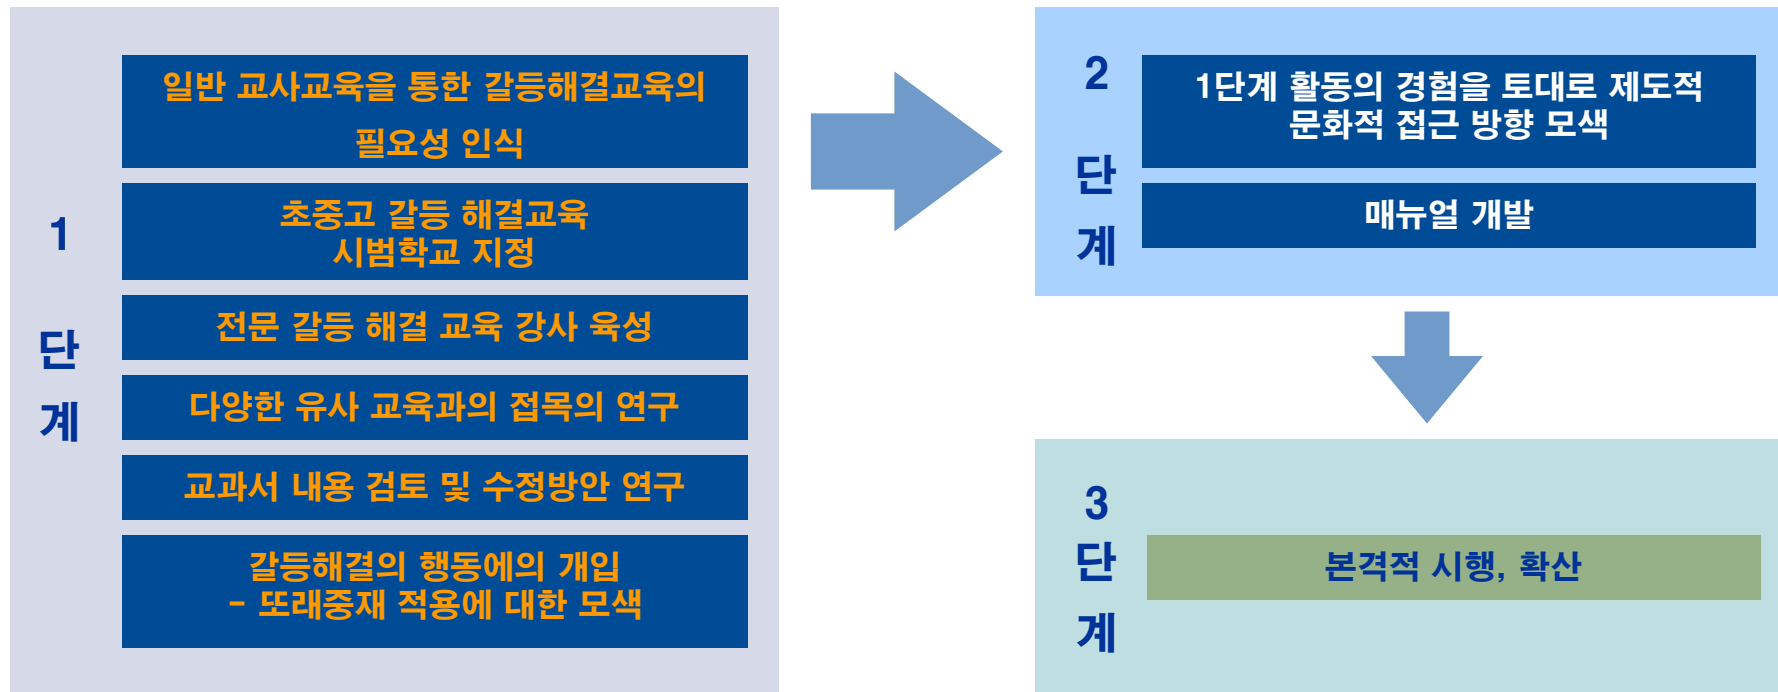 1
단
계
일반 교사교육을 통한 갈등해결교육의
필요성 인식
초중고 갈등 해결교육
시범학교 지정
전문 갈등 해결 교육 강사 육성
다양한 유사 교육과의 접목의 연구
교과서 내용 검토 및 수정방안 연구
갈등해결의 행동에의 개입
- 또래중재 적용에 대한 모색
2
단
계
1단계 활동의 경험을 토대로 제도적
문화적 접근 방향 모색
매뉴얼 개발
3
단
계
본격적 시행, 확산